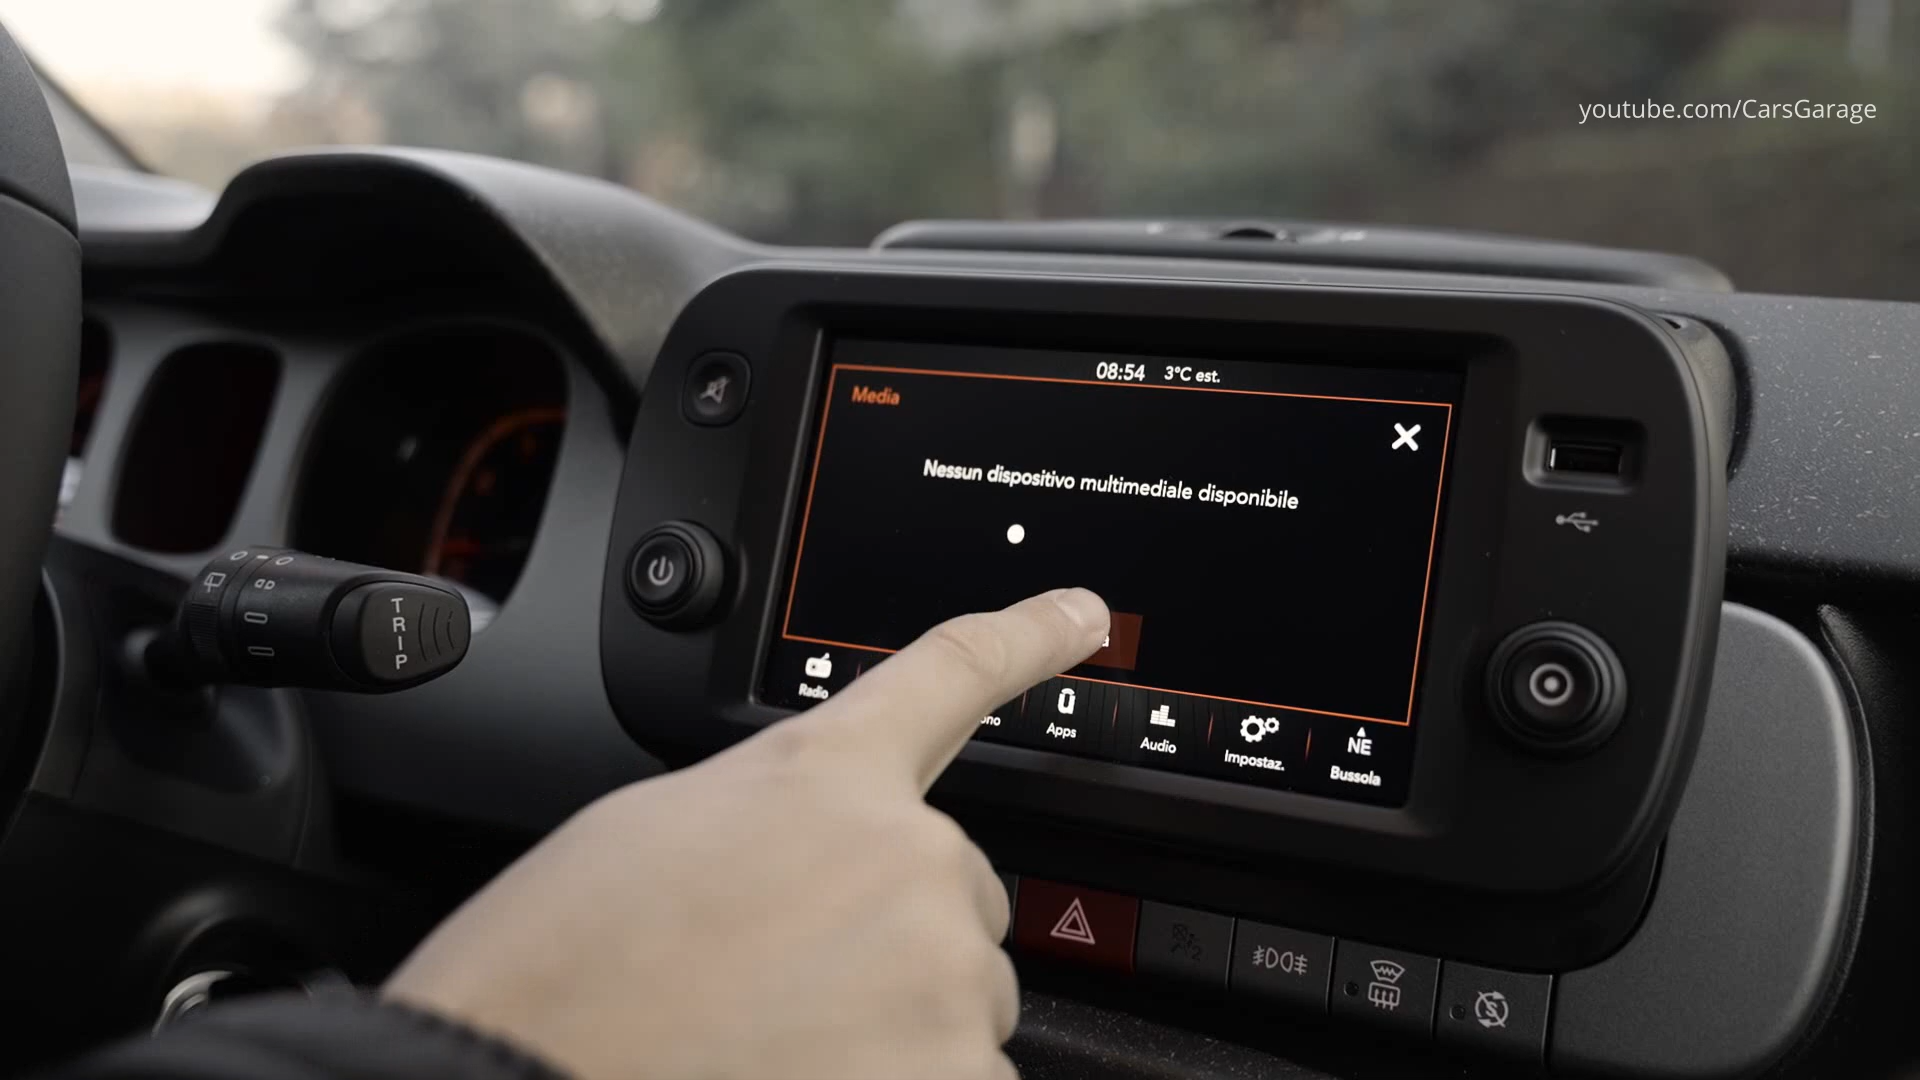 youtube.com/CarsGarage
08:54 3°C est.
Media
Nessun dispositivo multimediale disponibile
TRIP
Radio
Apps
Audio
Impostaz.
NE
Bussola